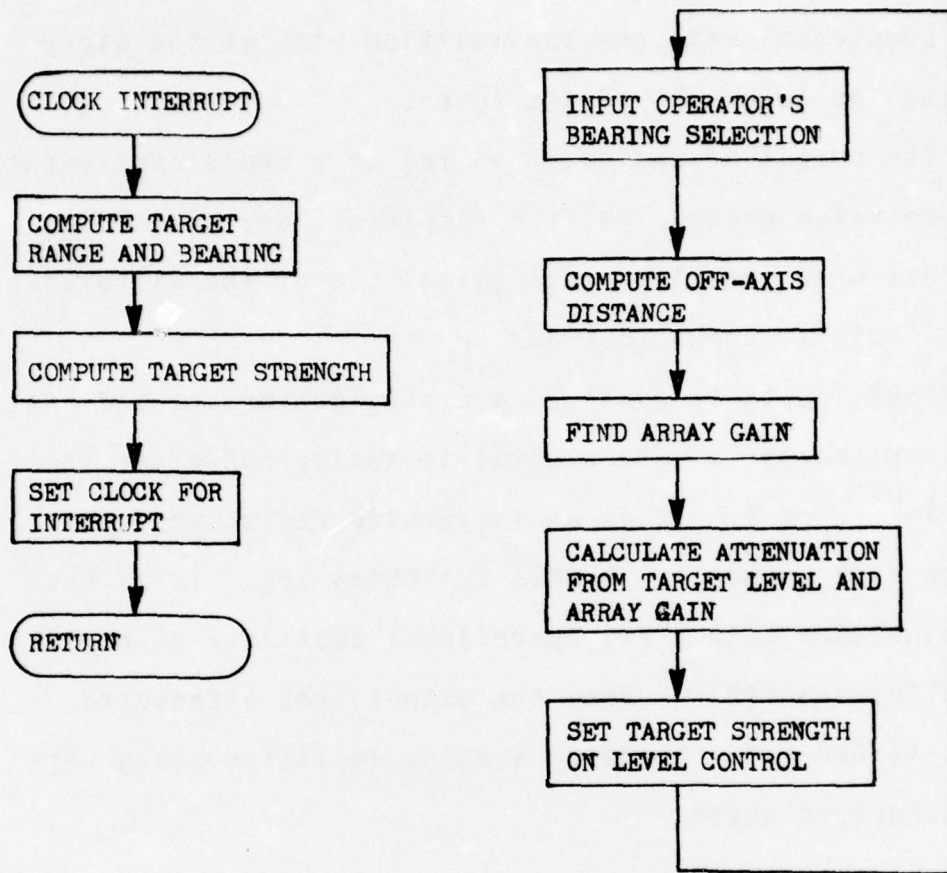 CLOCK INTERRUPT
COMPUTE TARGET
RANGE AND BEARING
COMPUTE TARGET STRENGTH
SET CLOCK FOR
INTERRUPT
RETURN
INPUT OPERATOR'S
BEARING SELECTION
COMPUTE OFF-AXIS
DISTANCE
FIND ARRAY GAIN
CALCULATE ATTENUATION
FROM TARGET LEVEL AND
ARRAY GAIN
SET TARGET STRENGTH
ON LEVEL CONTROL